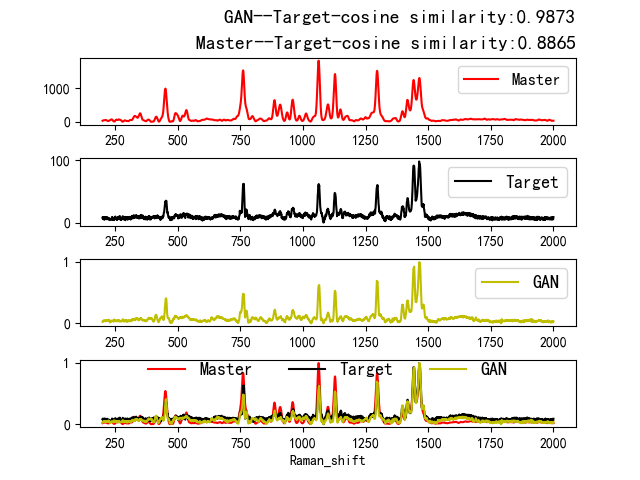 GAN--Target-cosine similarity:0.9873
Master--Target-cosine similarity:0.8865
1000
0
Master
250 500 750 1000 1250 1500 1750 2000
100
0
Target
250 500 750 1000 1250 1500 1750 2000
1
0
GAN
250 500 750 1000 1250 1500 1750 2000
1
0
Master Target GAN
250 500 750 1000 1250 1500 1750 2000
Raman_shift